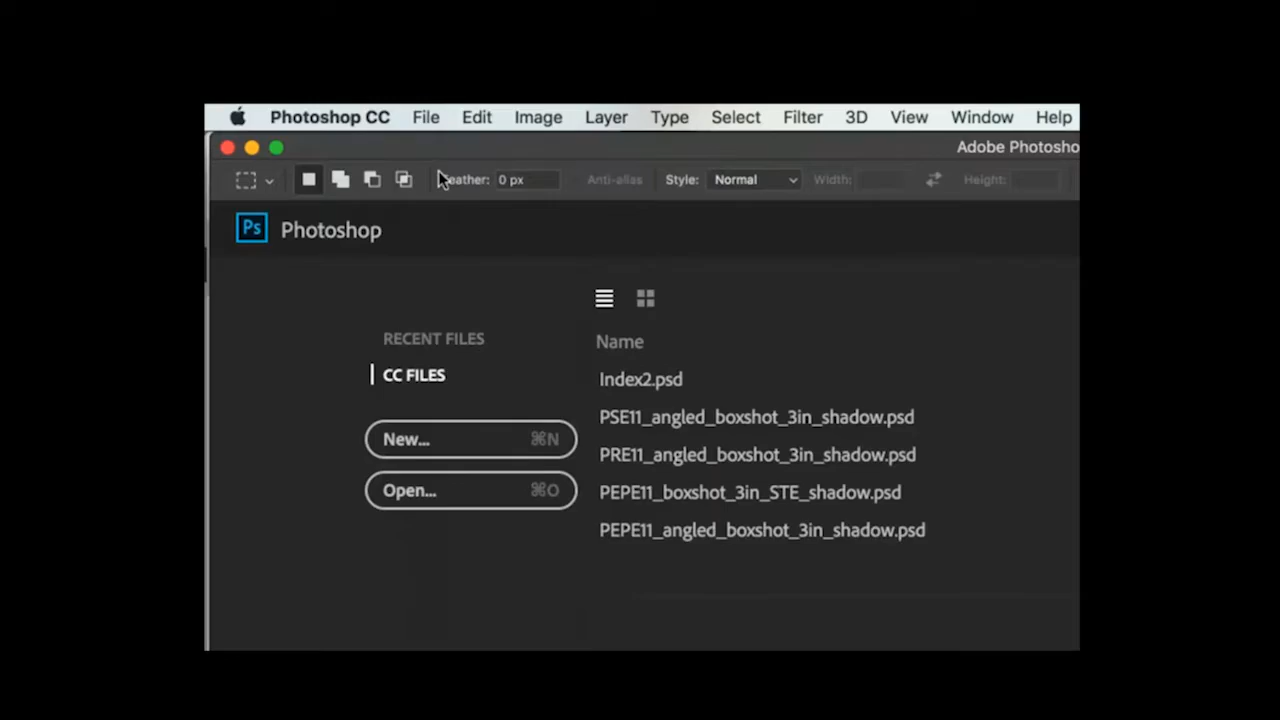 Photoshop CC File Edit Image Layer Type Select Filter 3D View Window Help
Adobe Photosho
eather: 0 px Anti-alias Style: Normal Width: Height:
Ps Photoshop
RECENT FILES
CC FILES
New... ⌘N
Open... ⌘O
Name
Index2.psd
PSE11_angled_boxshot_3in_shadow.psd
PRE11_angled_boxshot_3in_shadow.psd
PEPE11_boxshot_3in_STE_shadow.psd
PEPE11_angled_boxshot_3in_shadow.psd